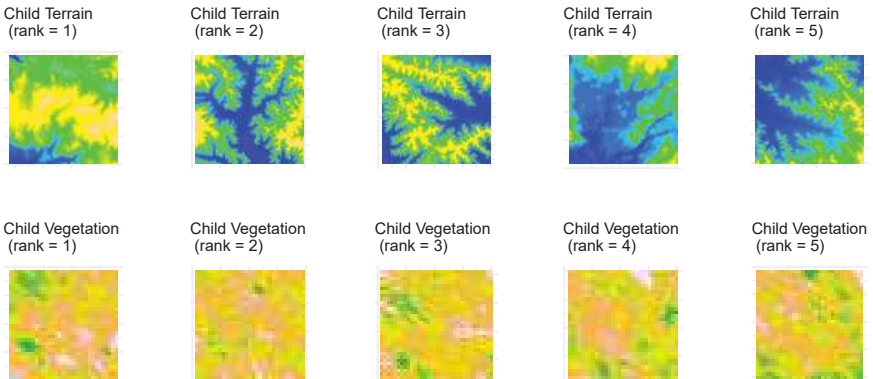 Child Terrain
(rank = 1)
Child Terrain
(rank = 2)
Child Terrain
(rank = 3)
Child Terrain
(rank = 4)
Child Terrain
(rank = 5)
Child Vegetation
(rank = 1)
Child Vegetation
(rank = 2)
Child Vegetation
(rank = 3)
Child Vegetation
(rank = 4)
Child Vegetation
(rank = 5)